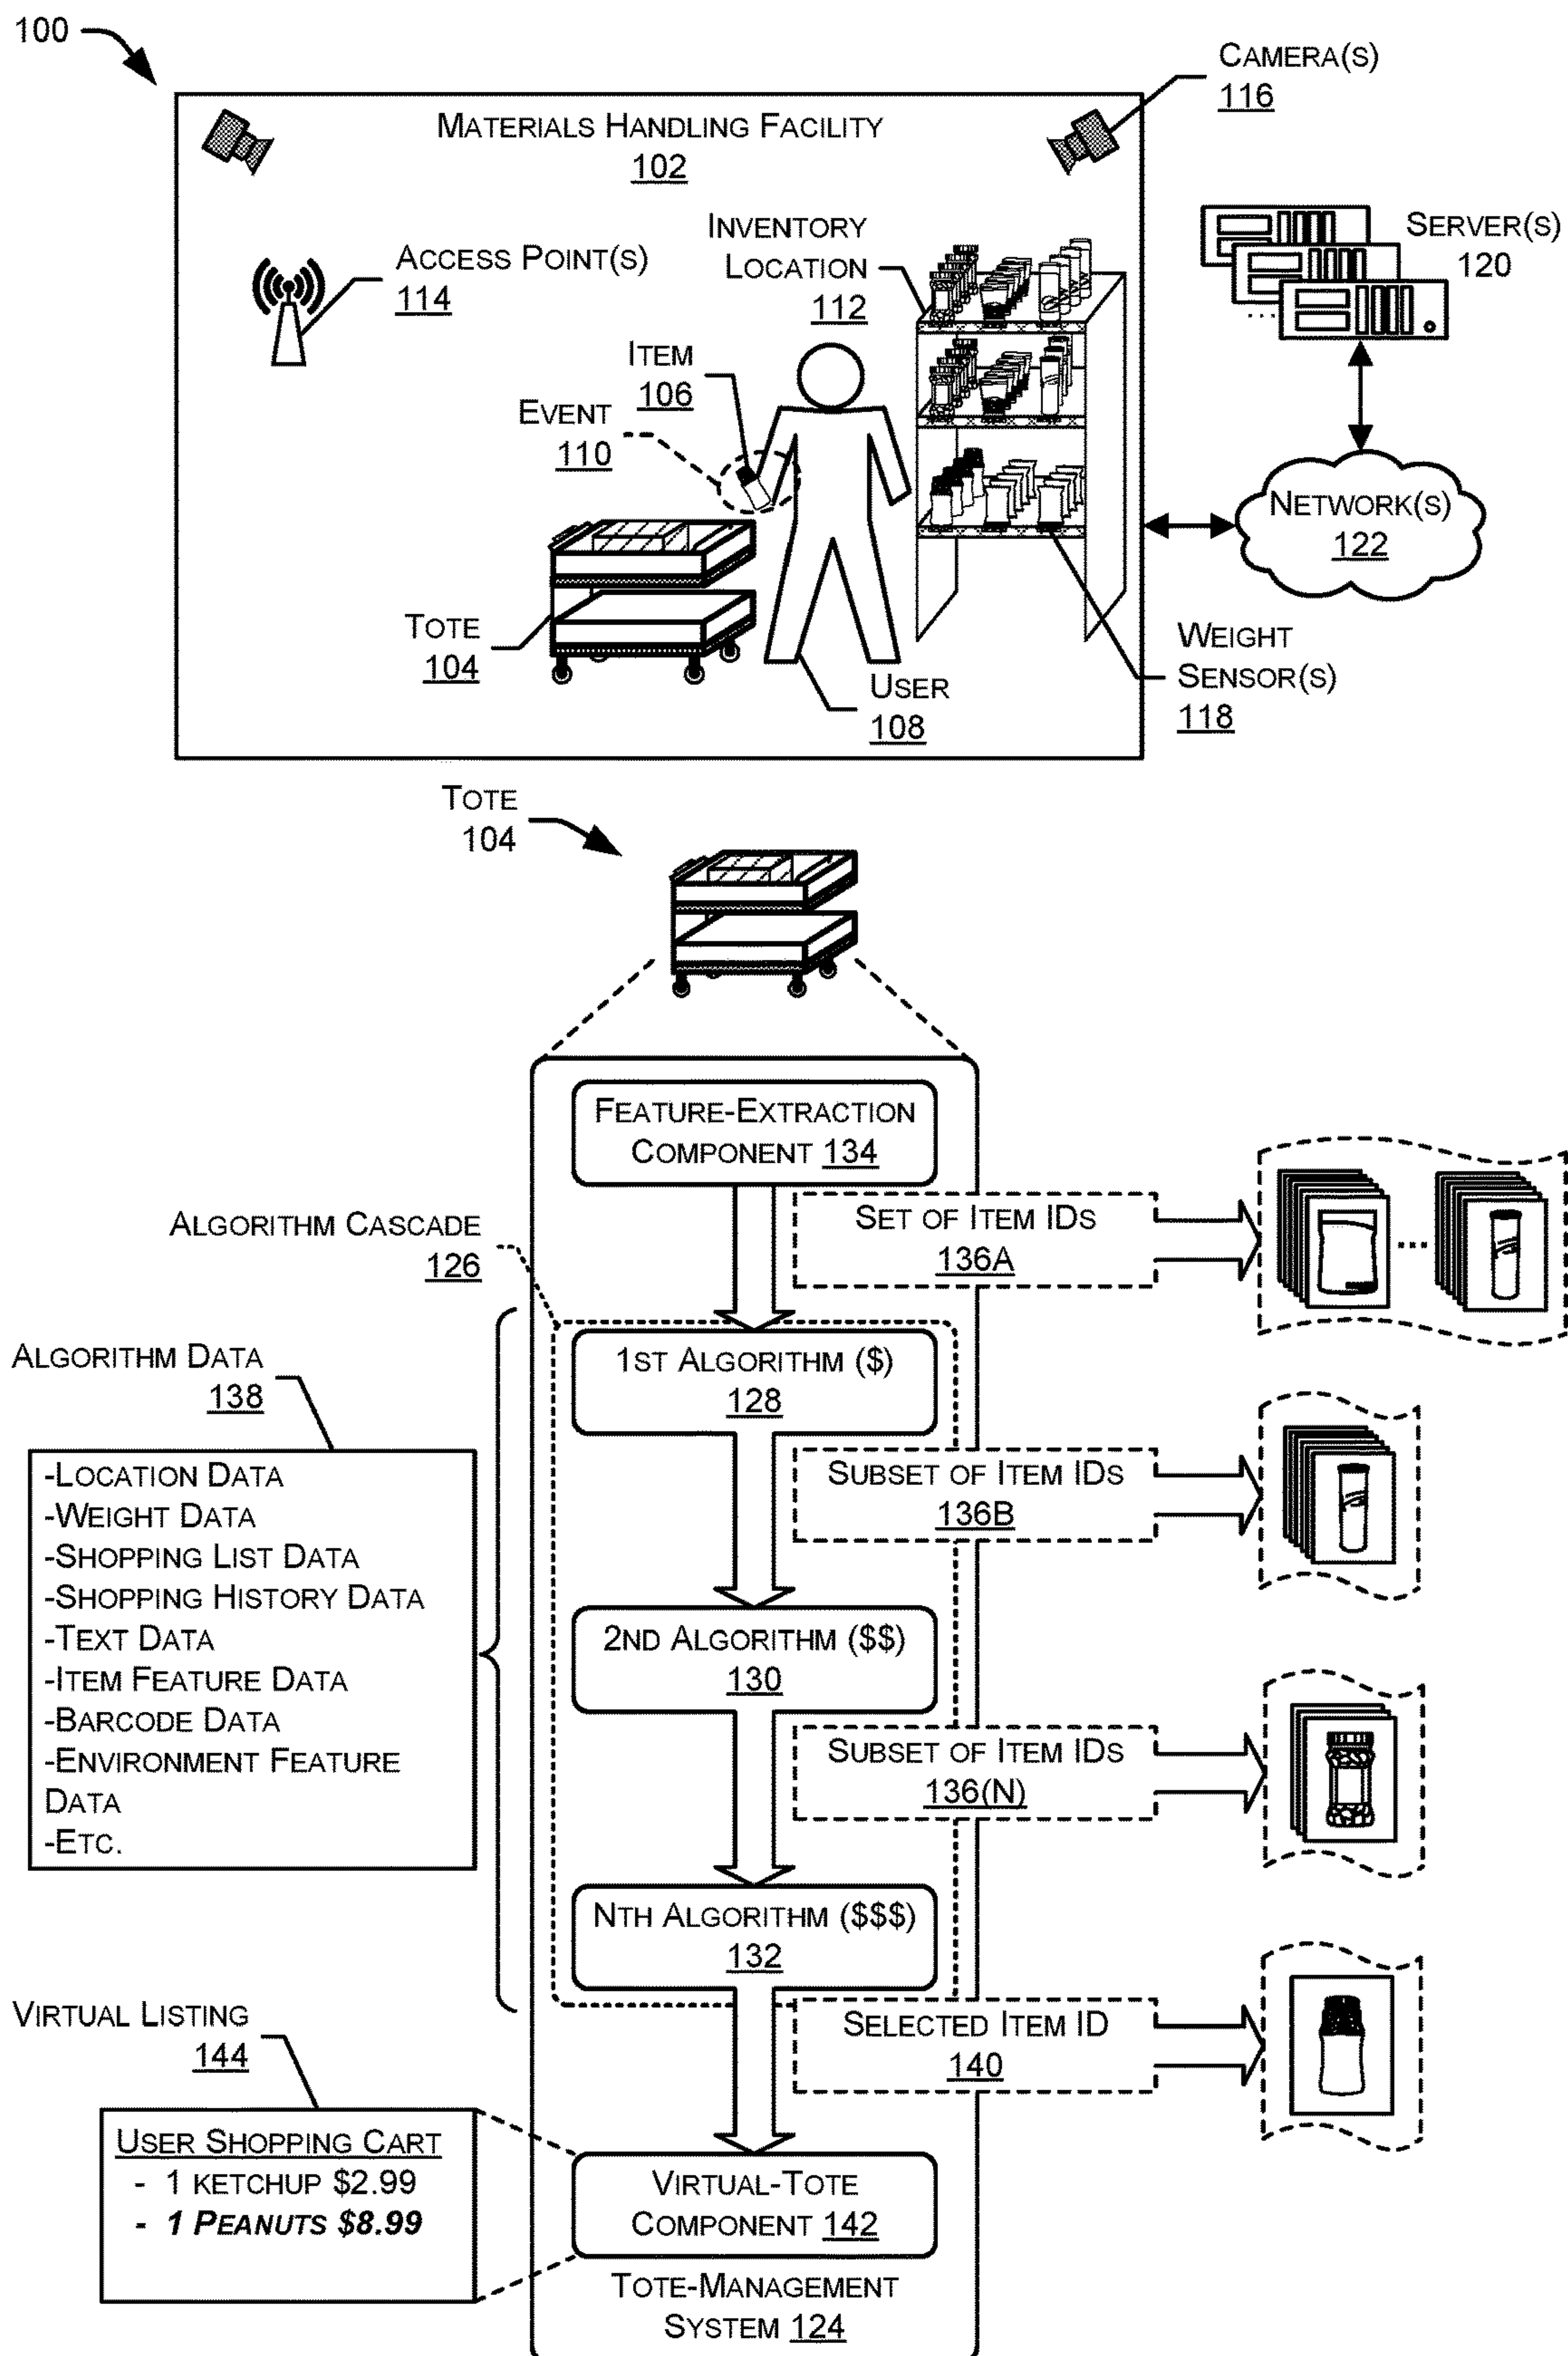 100
CAMERA(S)
116
MATERIALS HANDLING FACILITY
102
INVENTORY
LOCATION
112
SERVER(S)
120
ACCESS POINT(S)
114
ITEM
106
EVENT
110
NETWORK(S)
122
TOTE
104
WEIGHT
SENSOR(S)
118
USER
108
TOTE
104
FEATURE-EXTRACTION
COMPONENT 134
SET OF ITEM IDS
136A
ALGORITHM CASCADE
126
1ST ALGORITHM ($)
128
ALGORITHM DATA
138
-LOCATION DATA
-WEIGHT DATA
-SHOPPING LIST DATA
-SHOPPING HISTORY DATA
-TEXT DATA
-ITEM FEATURE DATA
-BARCODE DATA
-ENVIRONMENT FEATURE
DATA
-ETC.
SUBSET OF ITEM IDS
136B
2ND ALGORITHM ($$)
130
SUBSET OF ITEM IDS
136(N)
NTH ALGORITHM ($$$)
132
SELECTED ITEM ID
140
VIRTUAL LISTING
144
USER SHOPPING CART
- 1 KETCHUP $2.99
- 1 PEANUTS $8.99
VIRTUAL-TOTE
COMPONENT 142
TOTE-MANAGEMENT
SYSTEM 124